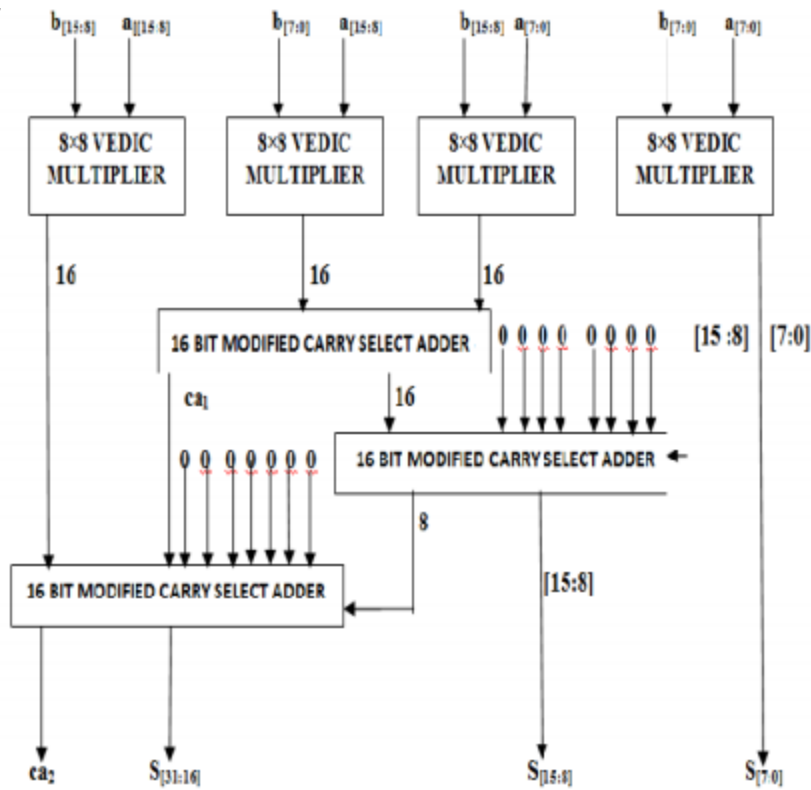 b[15:8] a][15:8] b[7:0] a[15:8] b[15:8] a[7:0] b[7:0] a[7:0]
8×8 VEDIC MULTIPLIER
8×8 VEDIC MULTIPLIER
8×8 VEDIC MULTIPLIER
8×8 VEDIC MULTIPLIER
16 16 16
16 BIT MODIFIED CARRY SELECT ADDER
0 0 0 0 0 0 0 0
[15 :8] [7:0]
ca1 16
0 0 0 0 0 0 0
16 BIT MODIFIED CARRY SELECT ADDER
8
16 BIT MODIFIED CARRY SELECT ADDER
[15:8]
ca2 S[31:16] S[15:8] S[7:0]